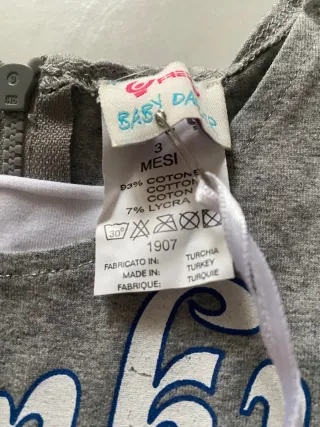 BABY DA
3
MESI
93% COTONE
COTTON
COTON
7% LYCRA
30°
1907
FABRICATO IN: TURCHIA
MADE IN: TURKEY
FABRIQUE: TURQUIE